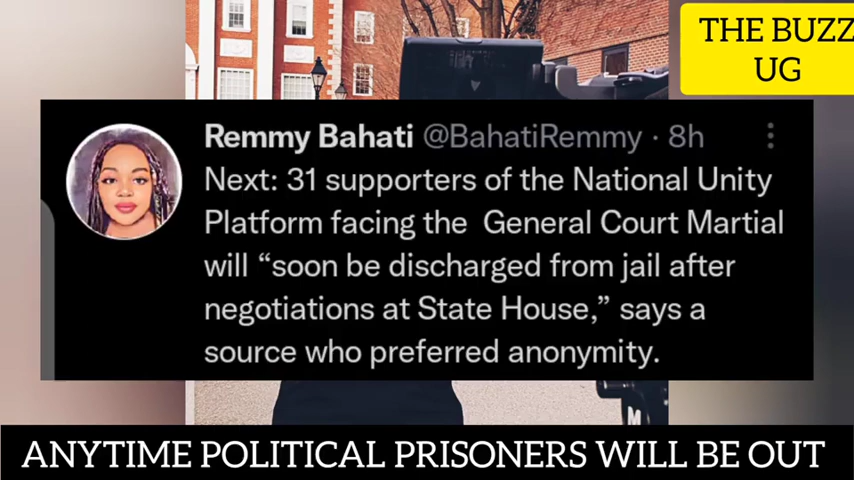 THE BUZZ
UG
Remmy Bahati @BahatiRemmy · 8h
Next: 31 supporters of the National Unity
Platform facing the General Court Martial
will “soon be discharged from jail after
negotiations at State House,” says a
source who preferred anonymity.
M
ANYTIME POLITICAL PRISONERS WILL BE OUT